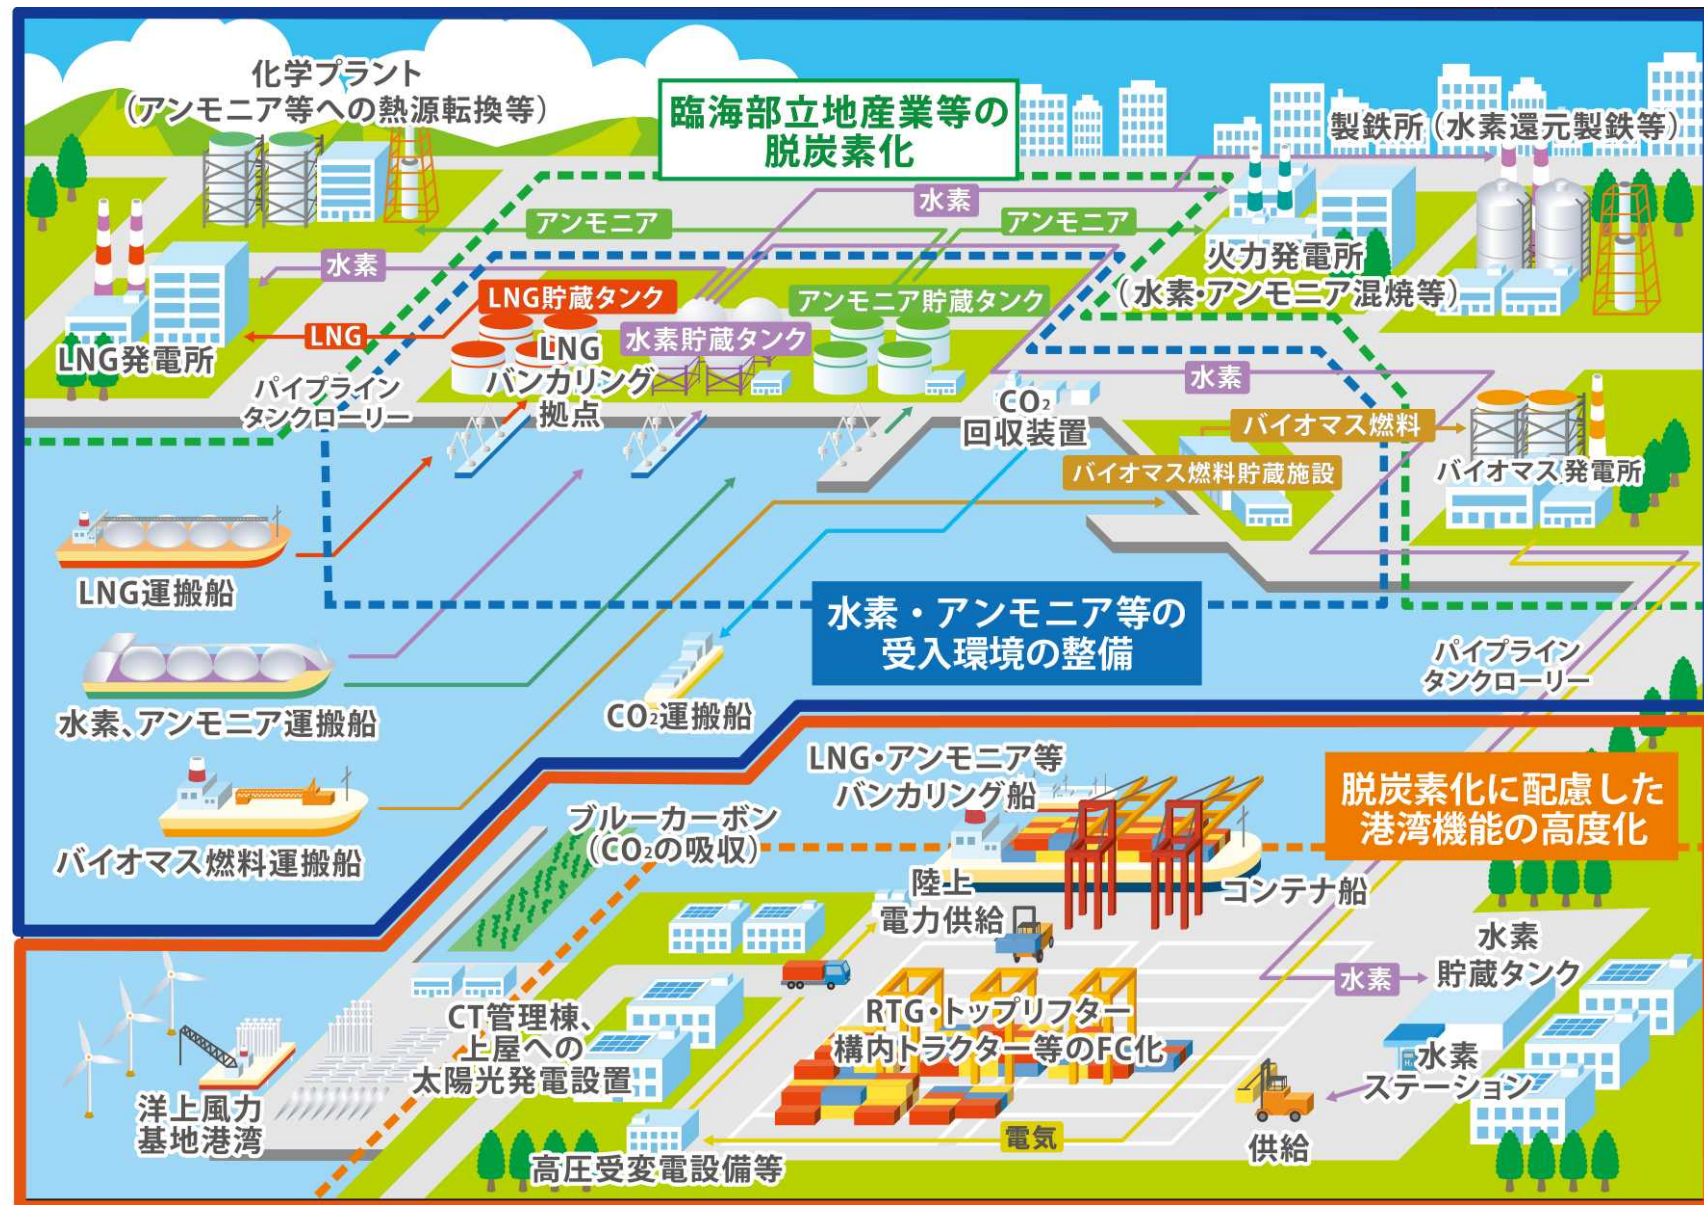 化学プラント
(アンモニア等への熱源転換等)
臨海部立地産業等の
脱炭素化
製鉄所(水素還元製鉄等)
水素
アンモニア
アンモニア
水素
火力発電所
(水素・アンモニア混焼等)
LNG貯蔵タンク
アンモニア貯蔵タンク
LNG
水素貯蔵タンク
LNG発電所
LNG
バンカリング
拠点
パイプライン
タンクローリー
水素
CO₂
回収装置
バイオマス燃料
バイオマス燃料貯蔵施設
バイオマス発電所
LNG運搬船
水素・アンモニア等の
受入環境の整備
パイプライン
タンクローリー
水素、アンモニア運搬船
CO₂運搬船
LNG・アンモニア等
バンカリング船
脱炭素化に配慮した
港湾機能の高度化
ブルーカーボン
(CO₂の吸収)
バイオマス燃料運搬船
陸上
電力供給
コンテナ船
水素
貯蔵タンク
水素
CT管理棟、
上屋への
太陽光発電設置
RTG・トップリフター
構内トラクター等のFC化
水素
ステーション
洋上風力
基地港湾
電気
供給
高圧受変電設備等